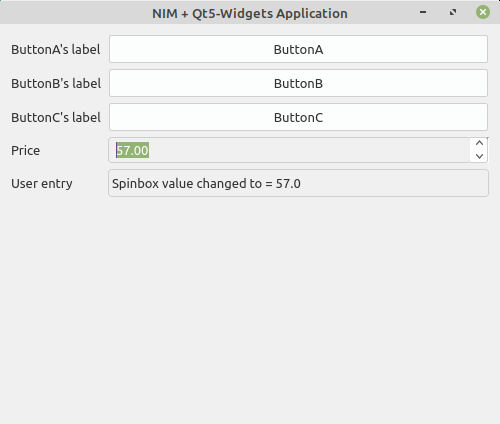 NIM + Qt5-Widgets Application
ButtonA's label ButtonA
ButtonB's label ButtonB
ButtonC's label ButtonC
Price 57.00
User entry Spinbox value changed to = 57.0